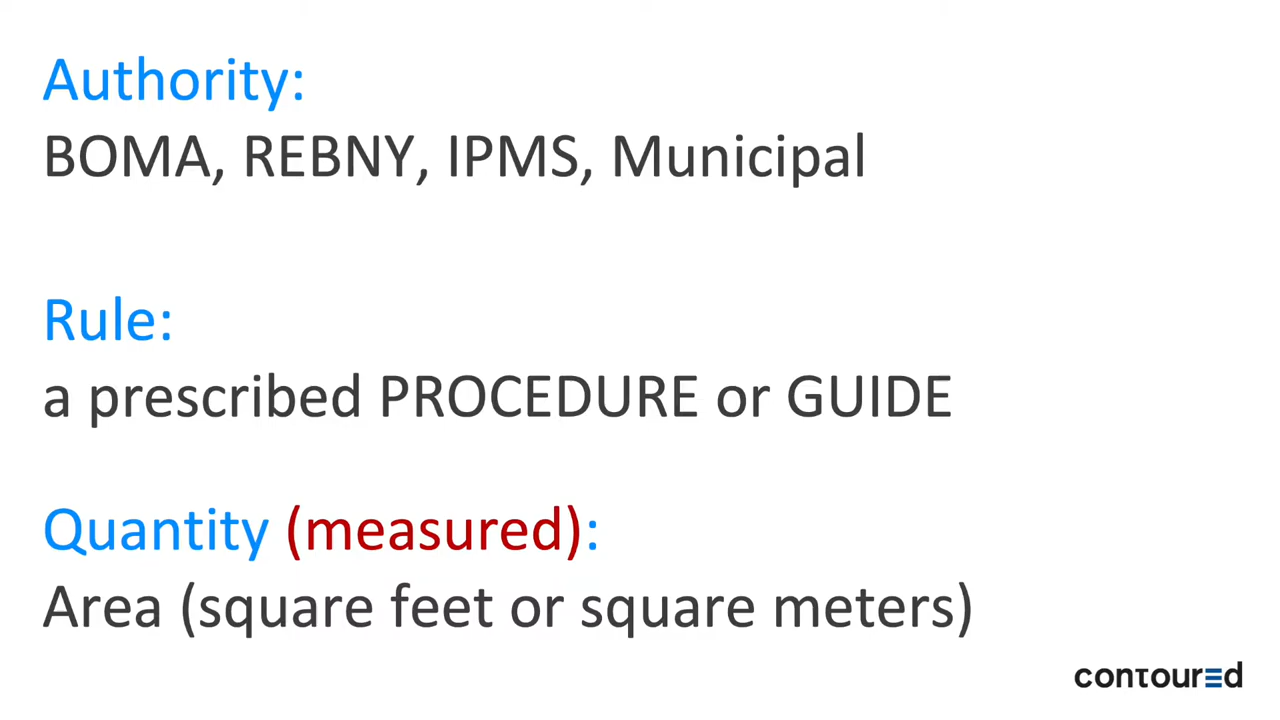 Authority:
BOMA, REBNY, IPMS, Municipal
Rule:
a prescribed PROCEDURE or GUIDE
Quantity (measured):
Area (square feet or square meters)
contoured